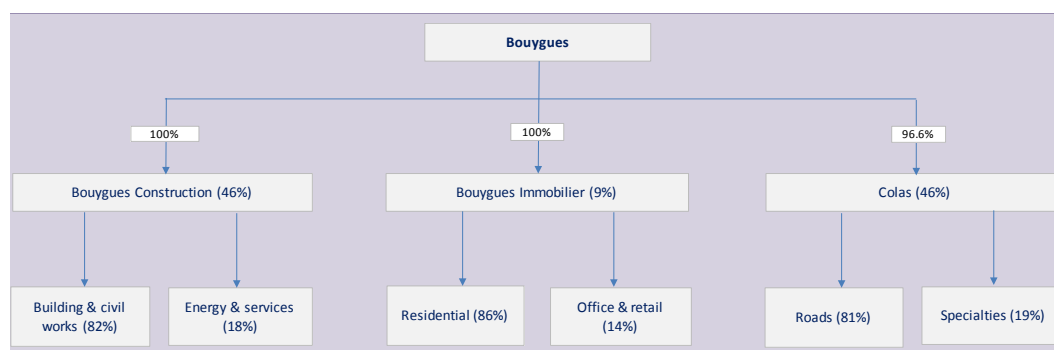 Bouygues
100%
100%
96.6%
Bouygues Construction (46%)
Bouygues Immobilier (9%)
Colas (46%)
Building & civil
works (82%)
Energy & services
(18%)
Residential (86%)
Office & retail
(14%)
Roads (81%)
Specialties (19%)